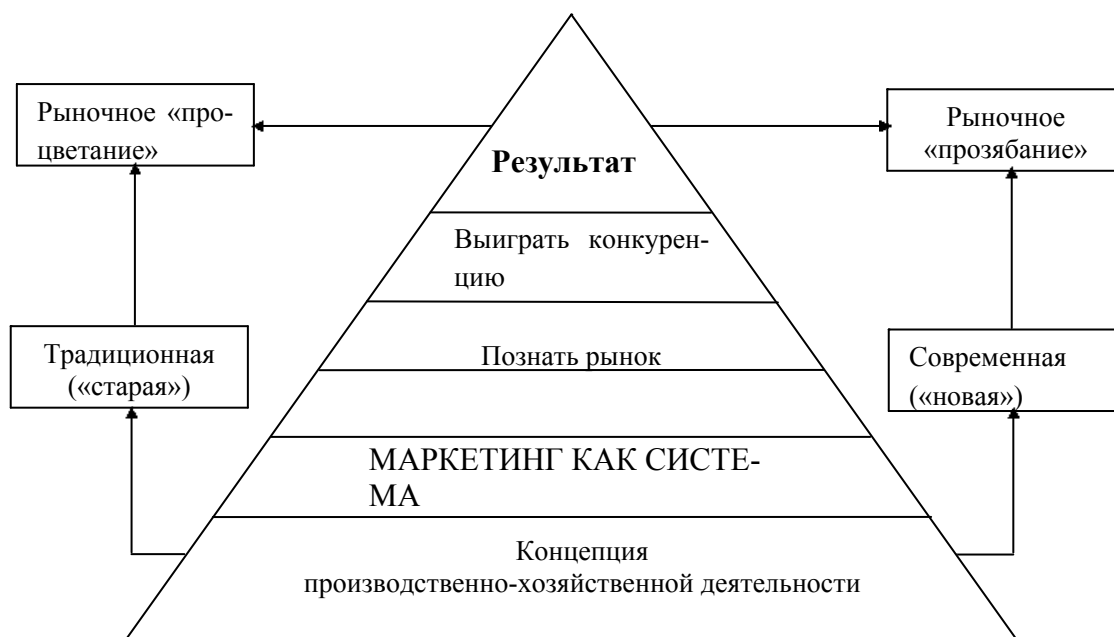 Рыночное «про-
цветание»
Рыночное
«прозябание»
Результат
Выиграть конкурен-
цию
Традиционная
(«старая»)
Познать рынок
Современная
(«новая»)
МАРКЕТИНГ КАК СИСТЕ-
МА
Концепция
производственно-хозяйственной деятельности